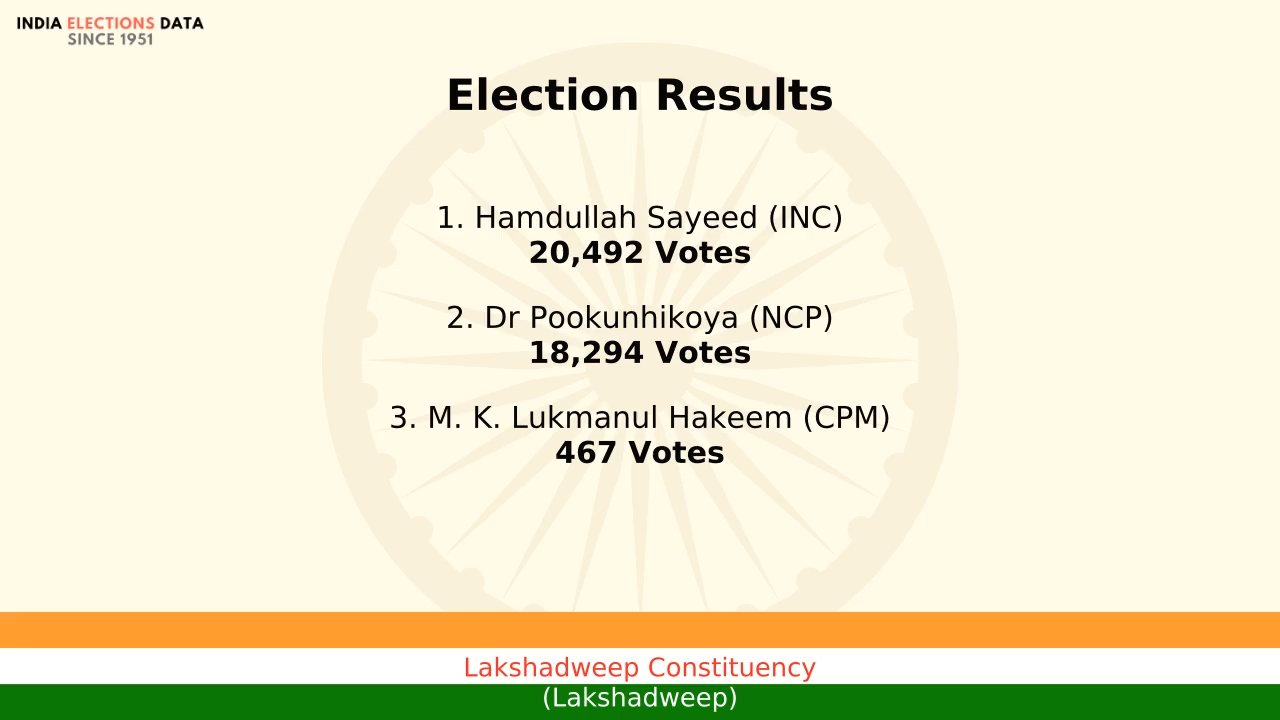 INDIA ELECTIONS DATA
SINCE 1951
Election Results
1. Hamdullah Sayeed (INC)
20,492 Votes
2. Dr Pookunhikoya (NCP)
18,294 Votes
3. M. K. Lukmanul Hakeem (CPM)
467 Votes
Lakshadweep Constituency
(Lakshadweep)